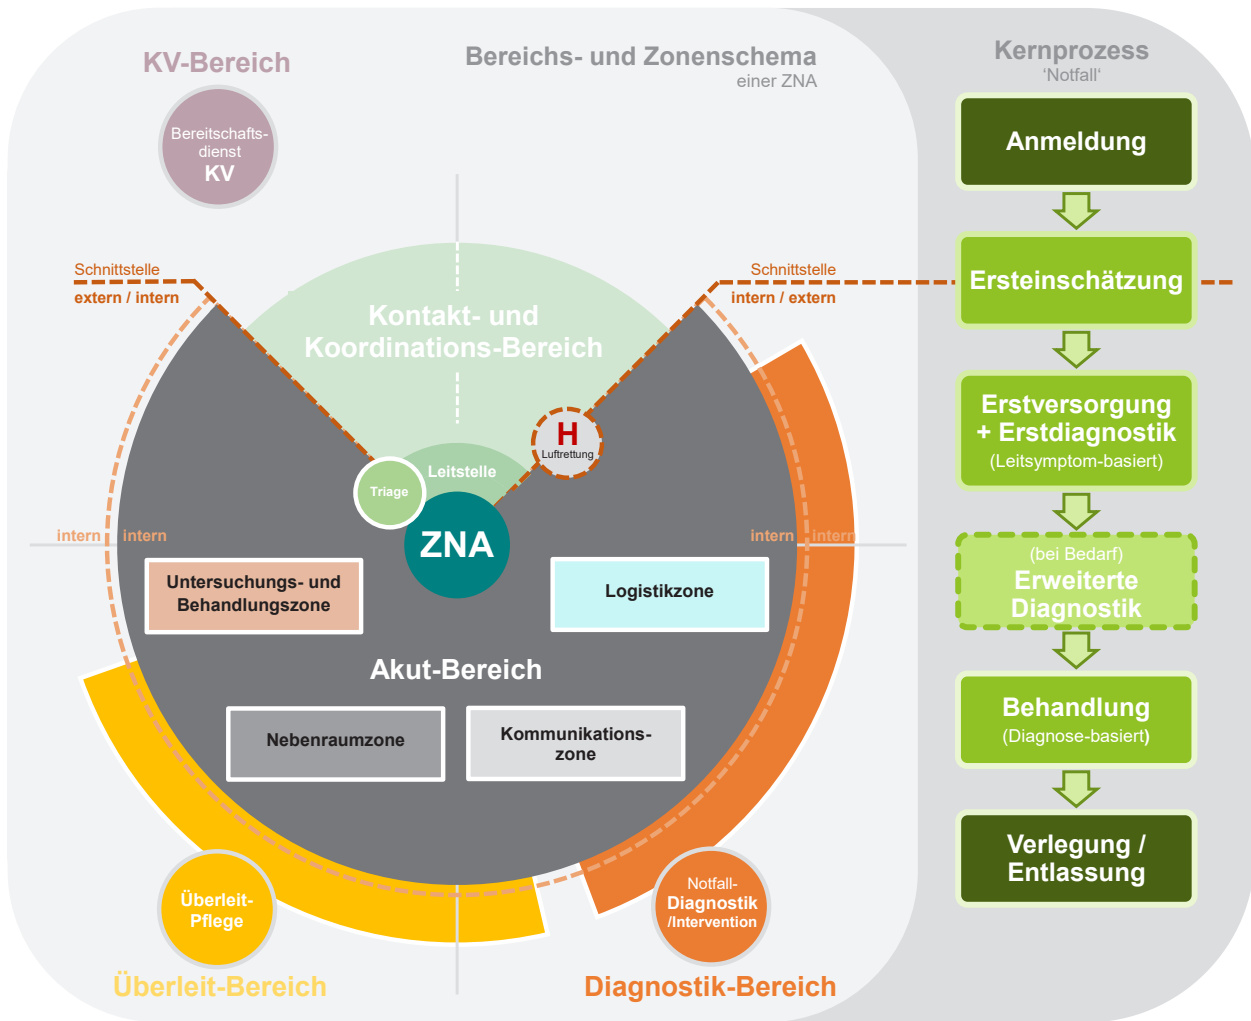 KV-Bereich
Bereitschafts-
dienst
KV
Bereichs- und Zonenschema
einer ZNA
Schnittstelle
extern / intern
Schnittstelle
intern / extern
Kontakt- und
Koordinations-Bereich
H
Luftrettung
Leitstelle
Triage
ZNA
intern
intern
intern
intern
Untersuchungs- und
Behandlungszone
Logistikzone
Akut-Bereich
Nebenraumzone
Kommunikations-
zone
Überleit-
Pflege
Überleit-Bereich
Notfall-
Diagnostik
/Intervention
Diagnostik-Bereich
Kernprozess
‘Notfall‘
Anmeldung
Ersteinschätzung
Erstversorgung
+ Erstdiagnostik
(Leitsymptom-basiert)
(bei Bedarf)
Erweiterte
Diagnostik
Behandlung
(Diagnose-basiert)
Verlegung /
Entlassung